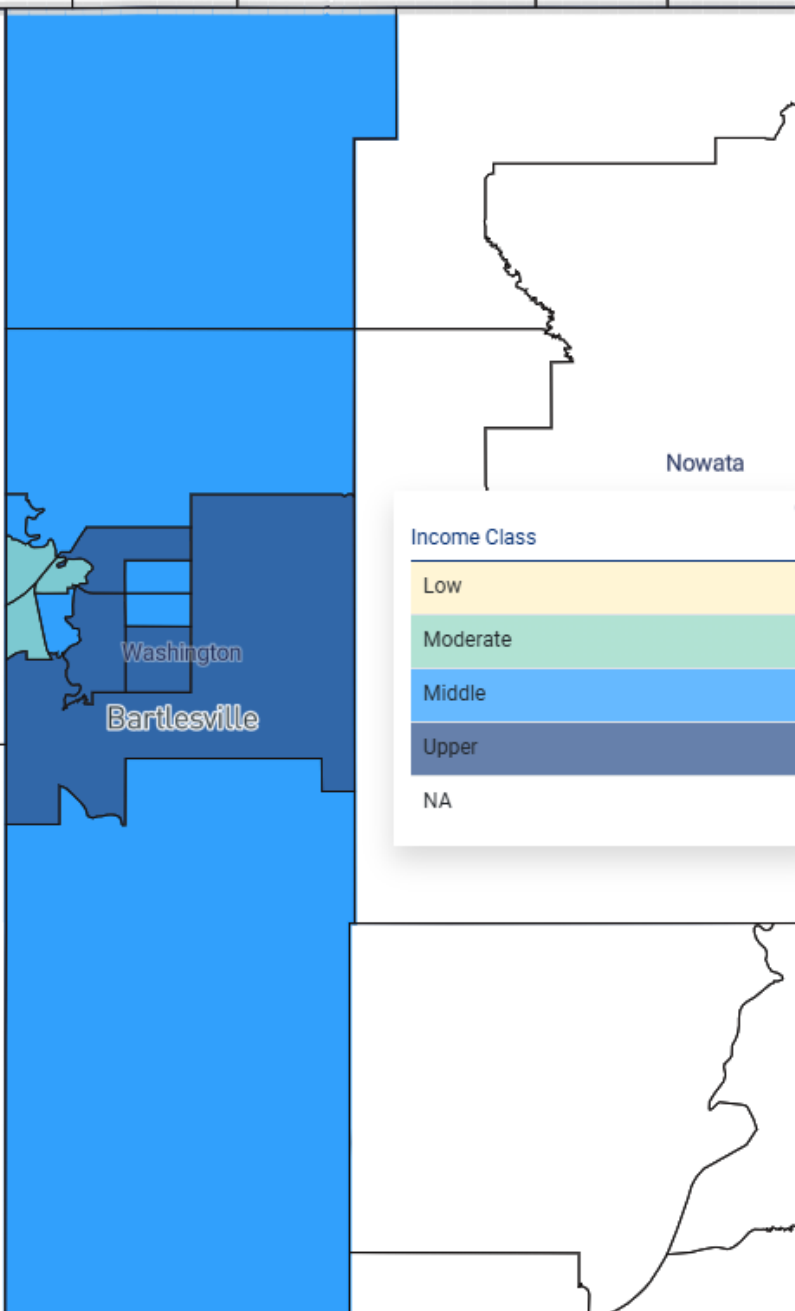 Nowata
Income Class
Low
Moderate
Middle
Upper
NA
Washington
Bartlesville